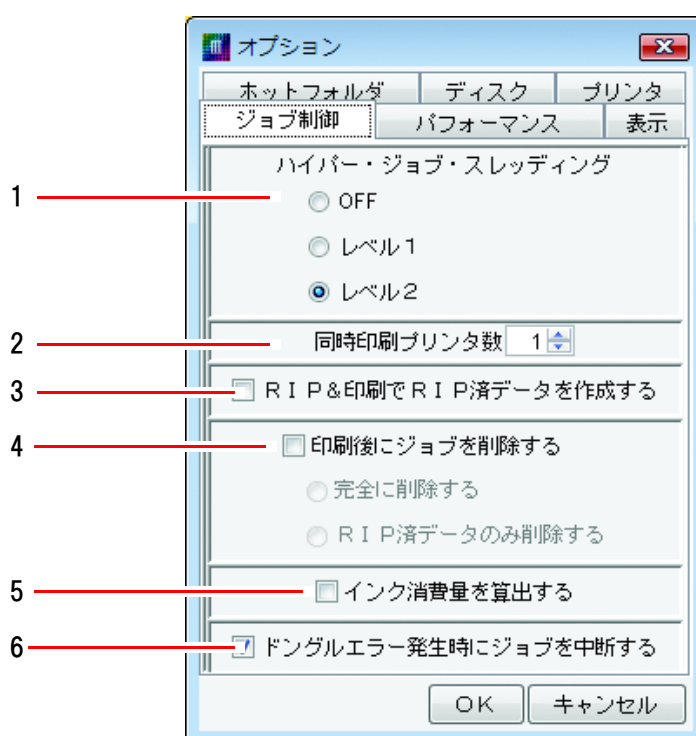 オプション
ホットフォルダ ディスク プリンタ
ジョブ制御 パフォーマンス 表示
1 ハイパー・ジョブ・スレッディング
OFF
レベル1
レベル2
2 同時印刷プリンタ数 1
3 RIP&印刷でRIP済データを作成する
4 印刷後にジョブを削除する
完全に削除する
RIP済データのみ削除する
5 インク消費量を算出する
6 ドングルエラー発生時にジョブを中断する
OK キャンセル